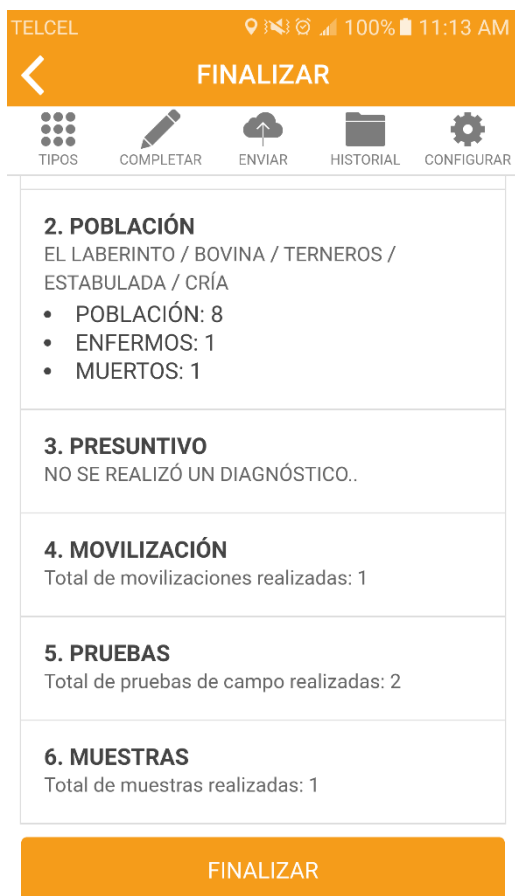 TELCEL 100% 11:13 AM
FINALIZAR
TIPOS COMPLETAR ENVIAR HISTORIAL CONFIGURAR
2. POBLACIÓN
EL LABERINTO / BOVINA / TERNEROS /
ESTABULADA / CRÍA
• POBLACIÓN: 8
• ENFERMOS: 1
• MUERTOS: 1
3. PRESUNTIVO
NO SE REALIZÓ UN DIAGNÓSTICO..
4. MOVILIZACIÓN
Total de movilizaciones realizadas: 1
5. PRUEBAS
Total de pruebas de campo realizadas: 2
6. MUESTRAS
Total de muestras realizadas: 1
FINALIZAR